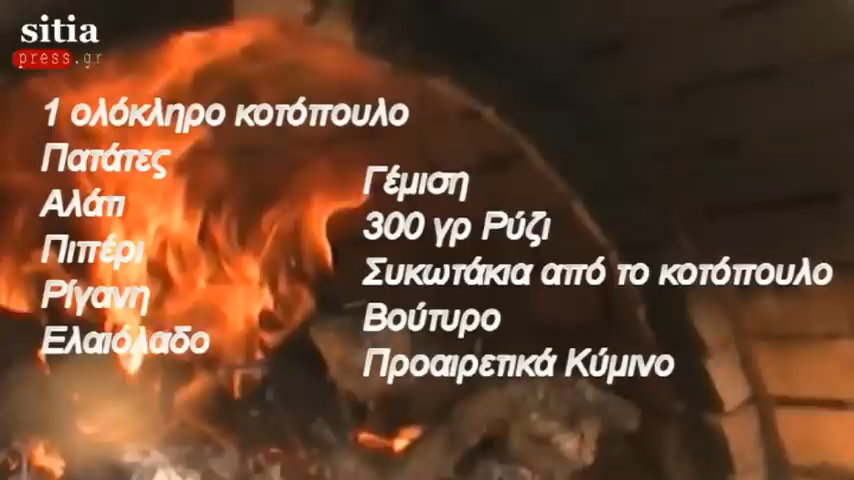 sitia
press.gr
1 ολόκληρο κοτόπουλο
Πατάτες
Αλάτι
Πιπέρι
Ρίγανη
Ελαιόλαδο
Γέμιση
300 γρ Ρύζι
Συκωτάκια από το κοτόπουλο
Βούτυρο
Προαιρετικά Κύμινο